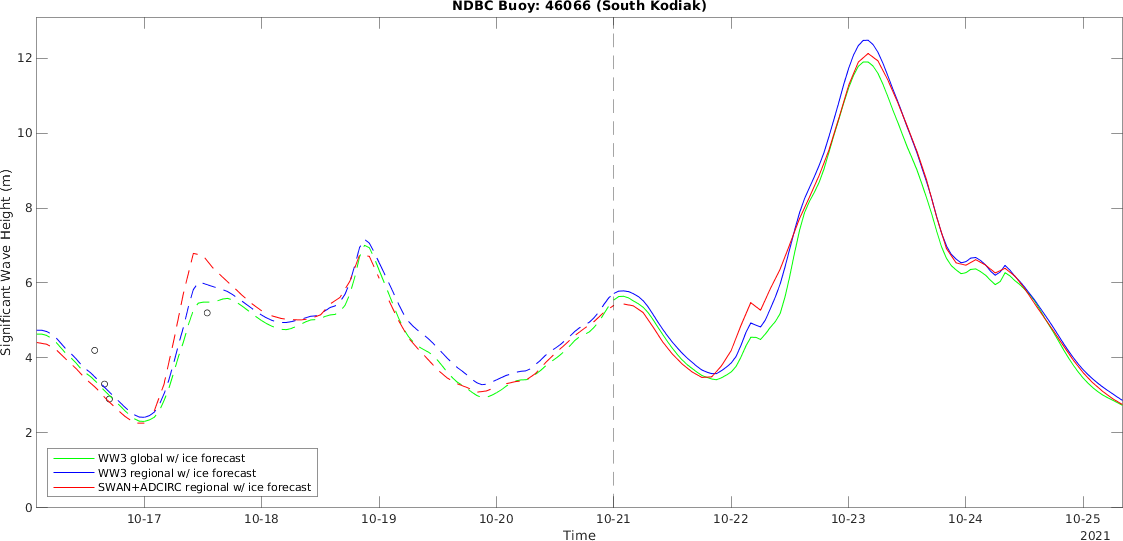 NDBC Buoy: 46066 (South Kodiak)
12
10
8
6
4
2
0
Significant Wave Height (m)
WW3 global w/ ice forecast
WW3 regional w/ ice forecast
SWAN+ADCIRC regional w/ ice forecast
10-17 10-18 10-19 10-20 10-21 10-22 10-23 10-24 10-25
Time
2021